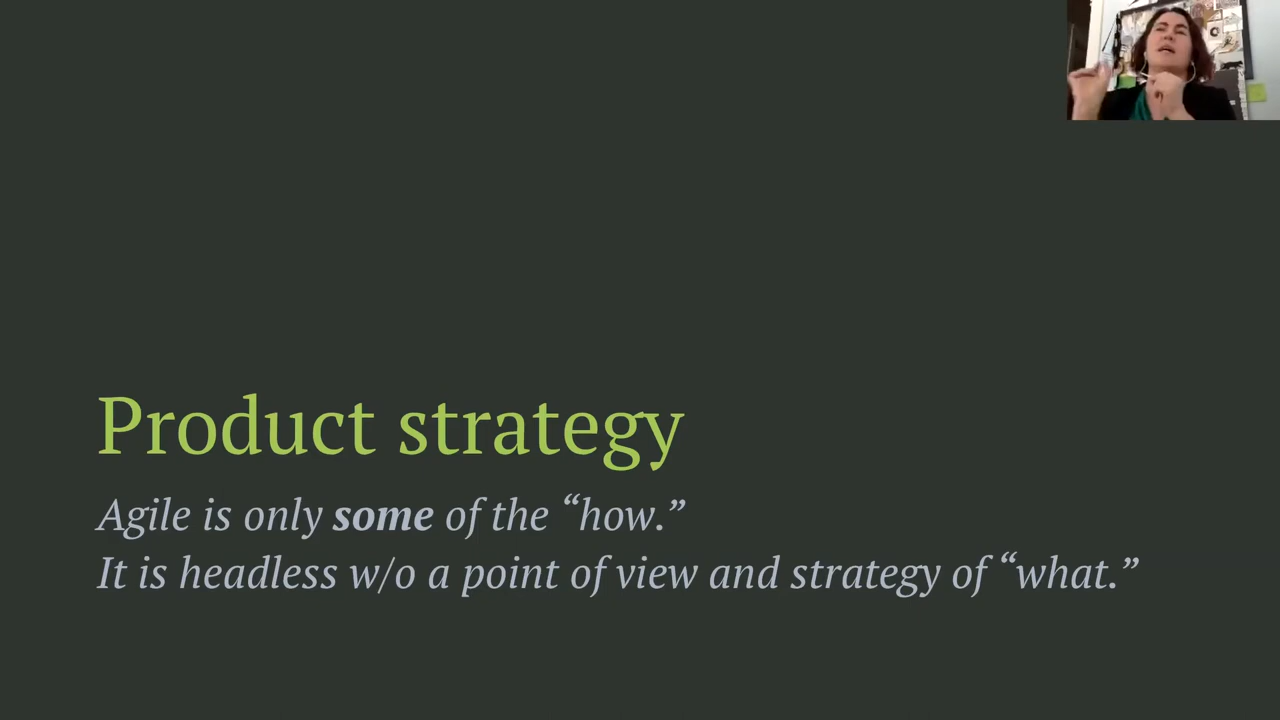 Product strategy
Agile is only some of the “how.”
It is headless w/o a point of view and strategy of “what.”